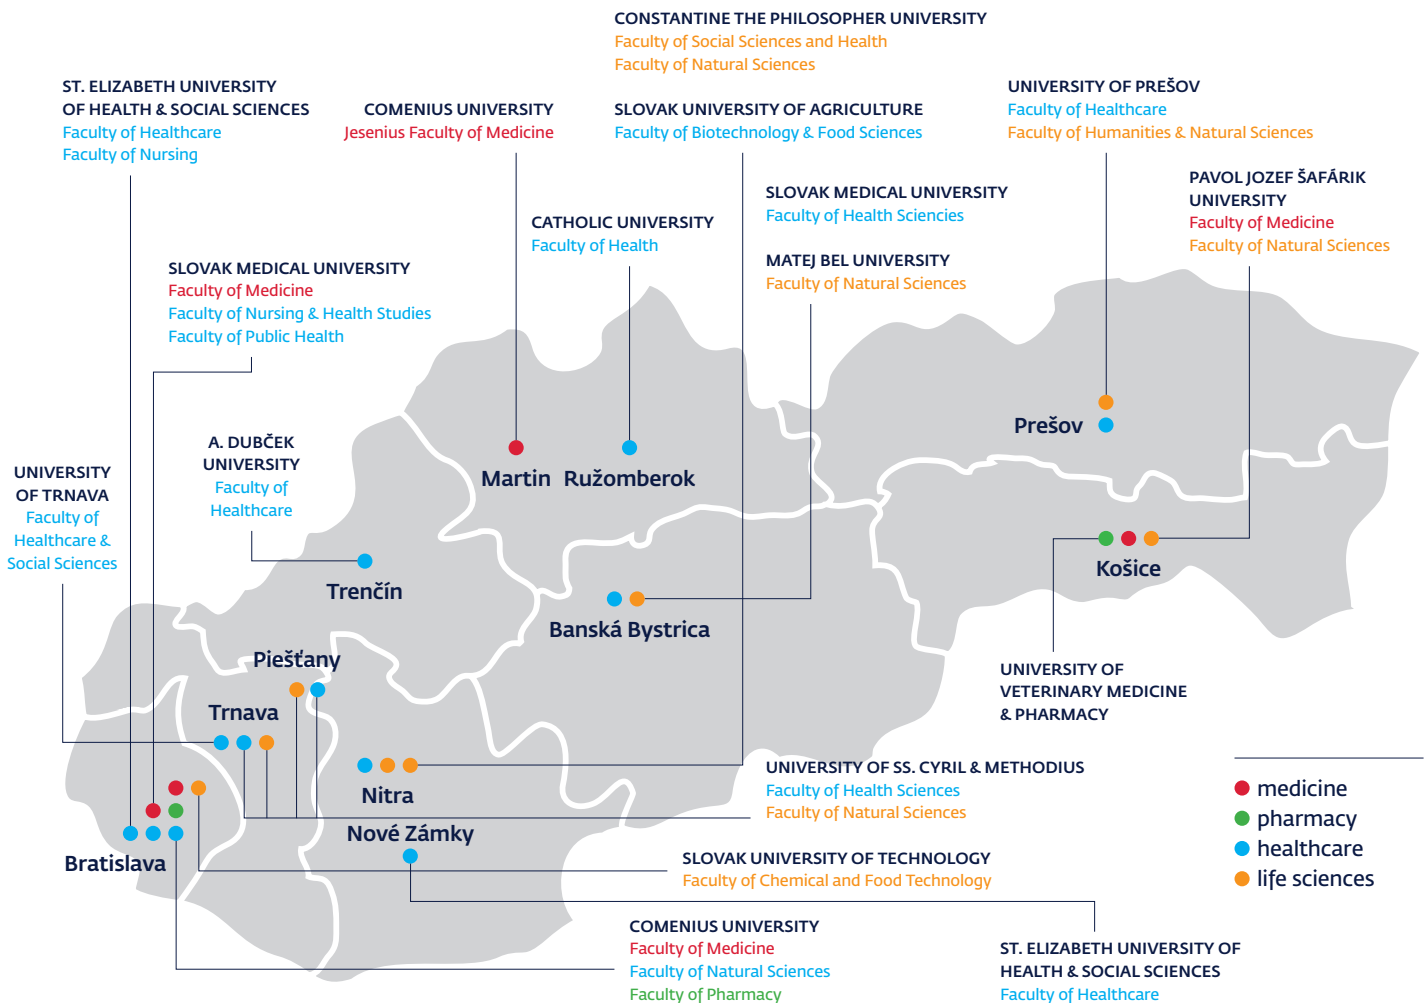 CONSTANTINE THE PHILOSOPHER UNIVERSITY
Faculty of Social Sciences and Health
Faculty of Natural Sciences
SLOVAK UNIVERSITY OF AGRICULTURE
Faculty of Biotechnology & Food Sciences
ST. ELIZABETH UNIVERSITY
OF HEALTH & SOCIAL SCIENCES
Faculty of Healthcare
Faculty of Nursing
COMENIUS UNIVERSITY
Jesenius Faculty of Medicine
UNIVERSITY OF PREŠOV
Faculty of Healthcare
Faculty of Humanities & Natural Sciences
PAVOL JOZEF ŠAFÁRIK
UNIVERSITY
Faculty of Medicine
Faculty of Natural Sciences
SLOVAK MEDICAL UNIVERSITY
Faculty of Health Sciencies
MATEJ BEL UNIVERSITY
Faculty of Natural Sciences
CATHOLIC UNIVERSITY
Faculty of Health
SLOVAK MEDICAL UNIVERSITY
Faculty of Medicine
Faculty of Nursing & Health Studies
Faculty of Public Health
A. DUBČEK
UNIVERSITY
Faculty of
Healthcare
UNIVERSITY
OF TRNAVA
Faculty of
Healthcare &
Social Sciences
Prešov
Martin
Ružomberok
Košice
Trenčín
Banská Bystrica
Piešťany
Trnava
Nitra
Nové Zámky
Bratislava
UNIVERSITY OF
VETERINARY MEDICINE
& PHARMACY
UNIVERSITY OF SS. CYRIL & METHODIUS
Faculty of Health Sciences
Faculty of Natural Sciences
SLOVAK UNIVERSITY OF TECHNOLOGY
Faculty of Chemical and Food Technology
COMENIUS UNIVERSITY
Faculty of Medicine
Faculty of Natural Sciences
Faculty of Pharmacy
ST. ELIZABETH UNIVERSITY OF
HEALTH & SOCIAL SCIENCES
Faculty of Healthcare
medicine
pharmacy
healthcare
life sciences